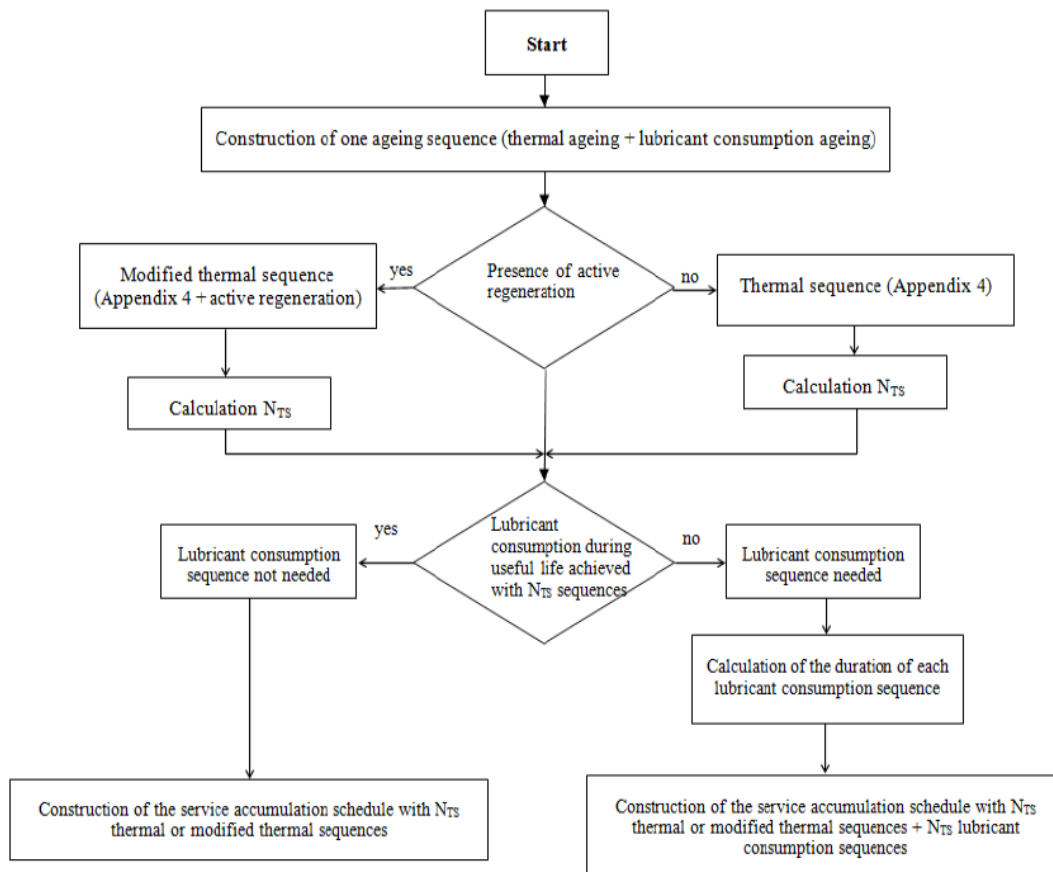 Start
Construction of one ageing sequence (thermal ageing + lubricant consumption ageing)
Presence of active
regeneration
yes
no
Modified thermal sequence
(Appendix 4 + active regeneration)
Thermal sequence (Appendix 4)
Calculation NTS
Calculation NTS
Lubricant
consumption during
useful life achieved
with NTS sequences
yes
no
Lubricant consumption
sequence not needed
Lubricant consumption
sequence needed
Calculation of the duration of each
lubricant consumption sequence
Construction of the service accumulation schedule with NTS
thermal or modified thermal sequences
Construction of the service accumulation schedule with NTS
thermal or modified thermal sequences + NTS lubricant
consumption sequences